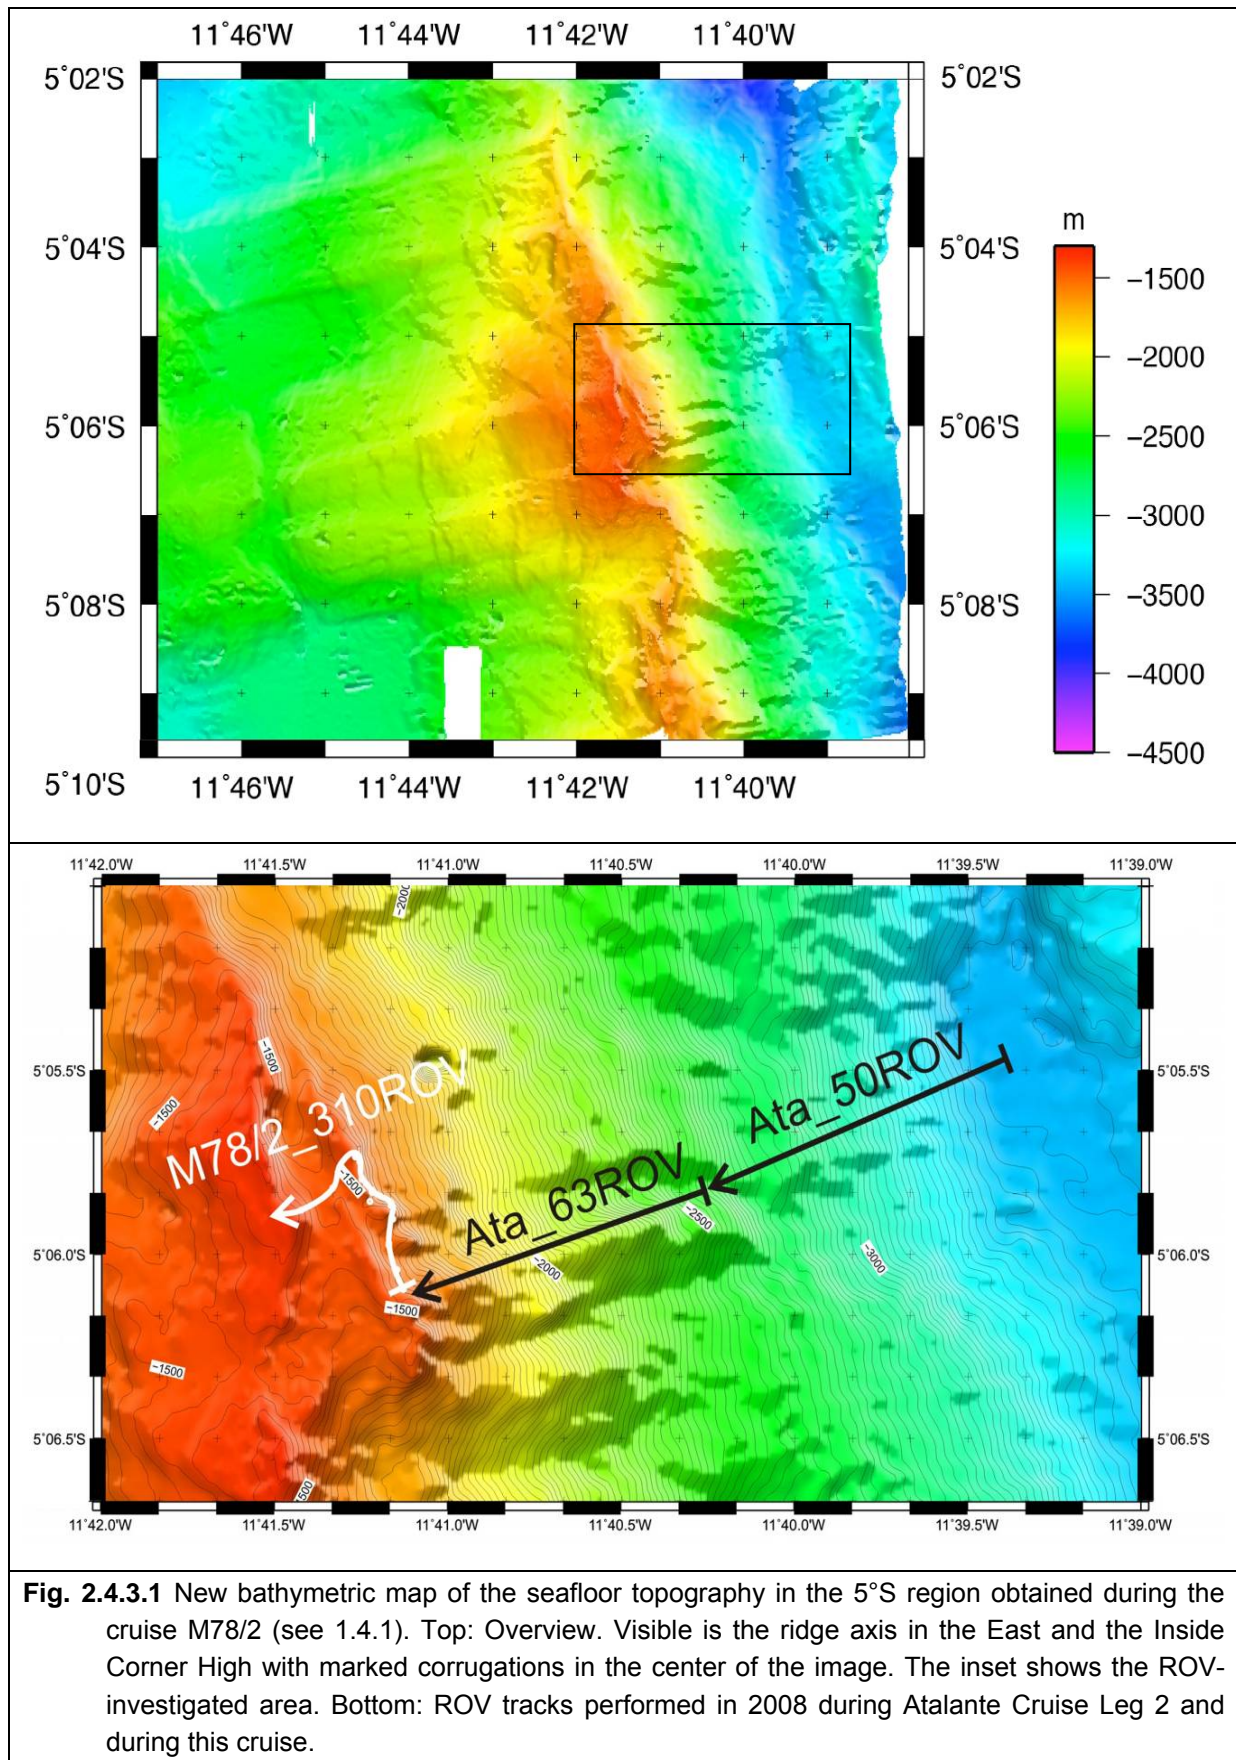 11°46'W 11°44'W 11°42'W 11°40'W
5°02'S 5°02'S
5°04'S 5°04'S
5°06'S 5°06'S
5°08'S 5°08'S
5°10'S
11°46'W 11°44'W 11°42'W 11°40'W
m
−1500
−2000
−2500
−3000
−3500
−4000
−4500
11°42.0'W 11°41.5'W 11°41.0'W 11°40.5'W 11°40.0'W 11°39.5'W 11°39.0'W
−2000
−1500
5°05.5'S 5°05.5'S
−1500
M78/2_310ROV
Ata_50ROV
−1500
Ata_63ROV
−2500
5°06.0'S 5°06.0'S
−2000
−3000
−1500
−1500
5°06.5'S 5°06.5'S
1500
11°42.0'W 11°41.5'W 11°41.0'W 11°40.5'W 11°40.0'W 11°39.5'W 11°39.0'W
Fig. 2.4.3.1 New bathymetric map of the seafloor topography in the 5°S region obtained during the
cruise M78/2 (see 1.4.1). Top: Overview. Visible is the ridge axis in the East and the Inside
Corner High with marked corrugations in the center of the image. The inset shows the ROV-
investigated area. Bottom: ROV tracks performed in 2008 during Atalante Cruise Leg 2 and
during this cruise.